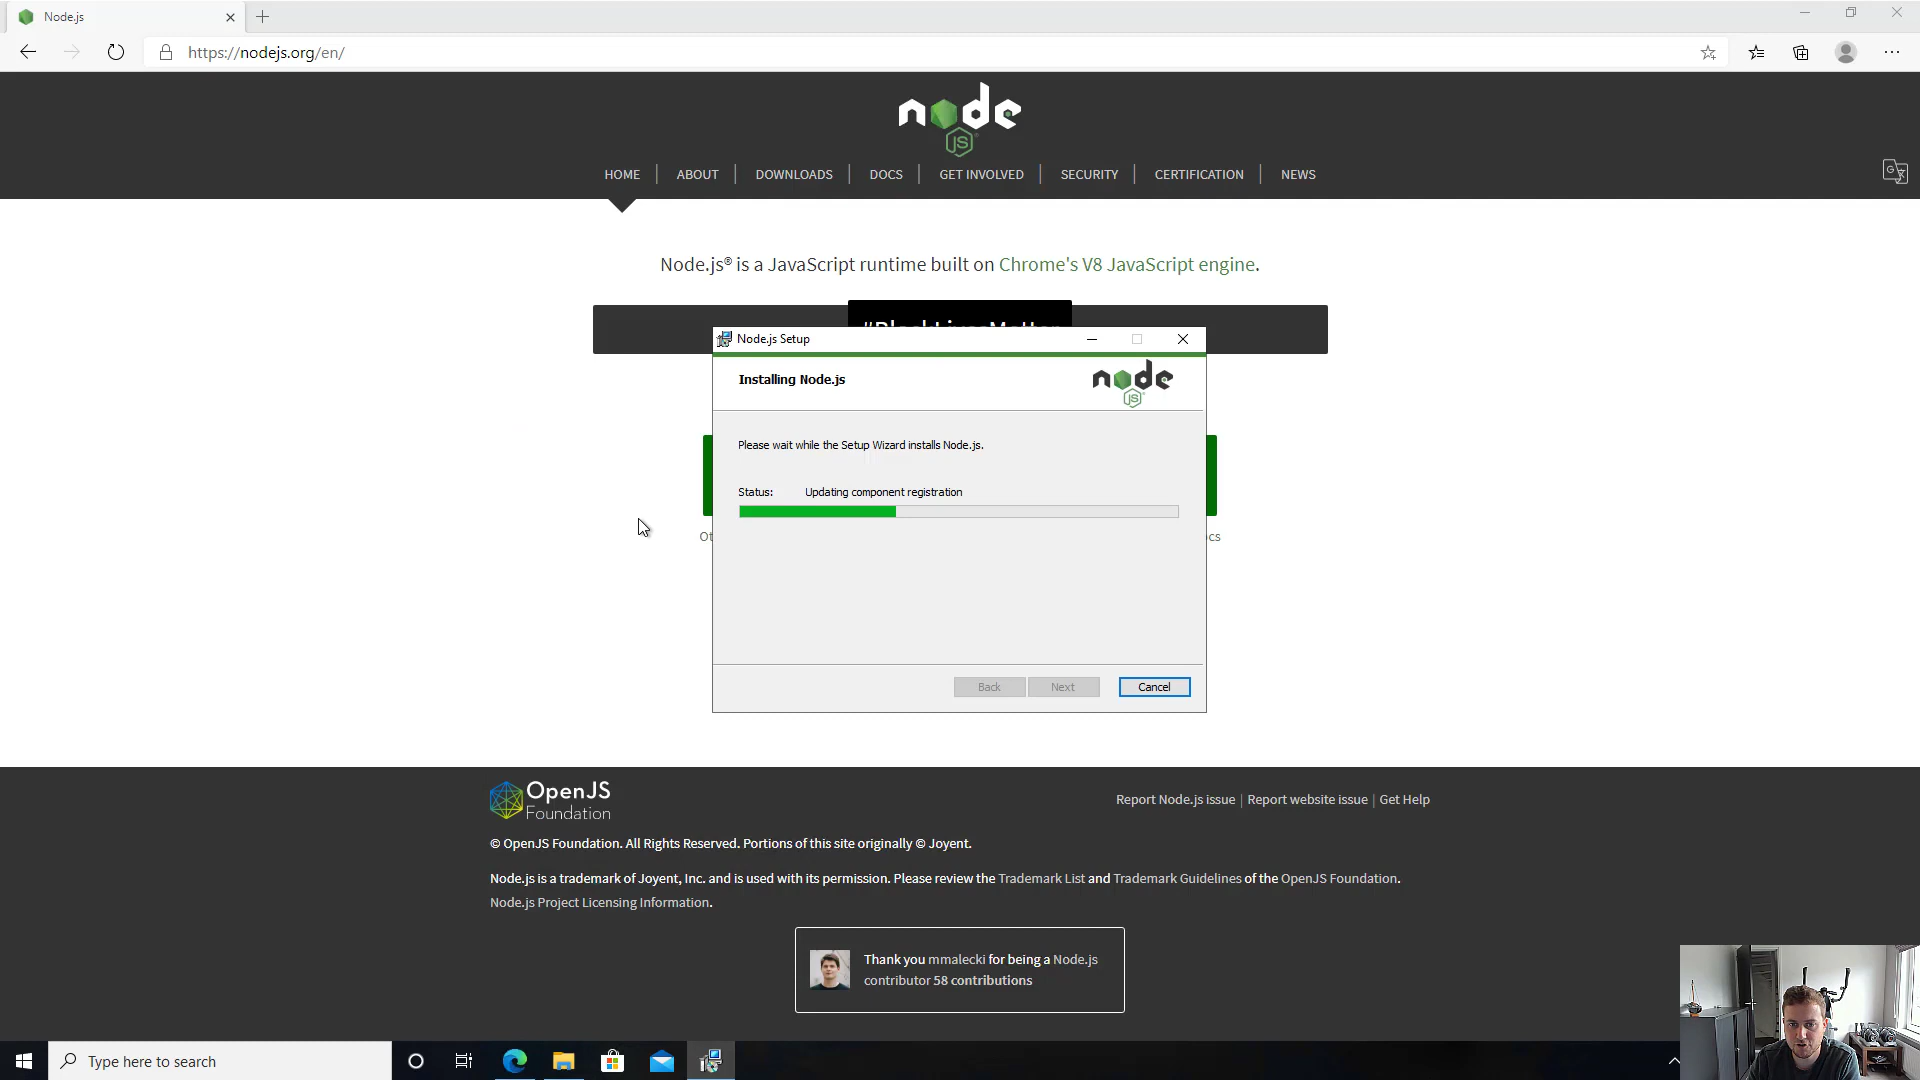 Node.js
https://nodejs.org/en/
node
JS
HOME
ABOUT
DOWNLOADS
DOCS
GET INVOLVED
SECURITY
CERTIFICATION
NEWS
Node.js® is a JavaScript runtime built on Chrome's V8 JavaScript engine.
#BlackLivesMatter
Node.js Setup
Installing Node.js
node
JS
Please wait while the Setup Wizard installs Node.js.
Status: Updating component registration
Back
Next
Cancel
OpenJS
Foundation
Report Node.js issue | Report website issue | Get Help
© OpenJS Foundation. All Rights Reserved. Portions of this site originally © Joyent.
Node.js is a trademark of Joyent, Inc. and is used with its permission. Please review the Trademark List and Trademark Guidelines of the OpenJS Foundation.
Node.js Project Licensing Information.
Thank you mmalecki for being a Node.js
contributor 58 contributions
Type here to search